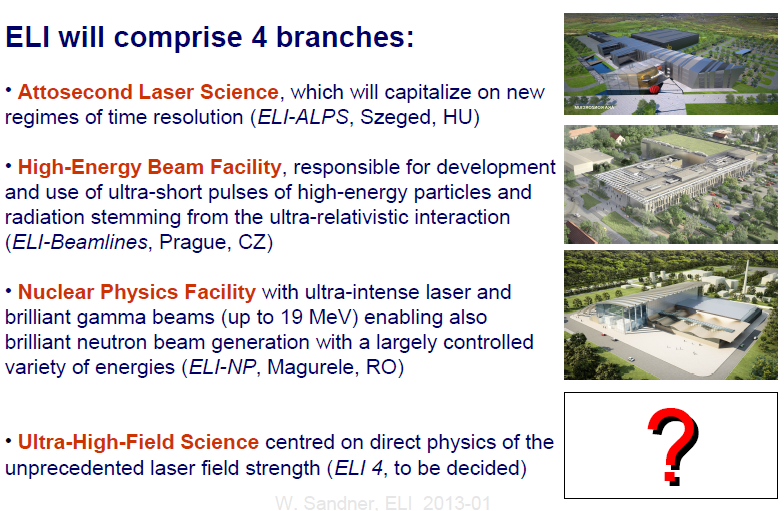 ELI will comprise 4 branches:
• Attosecond Laser Science, which will capitalize on new
regimes of time resolution (ELI-ALPS, Szeged, HU)
• High-Energy Beam Facility, responsible for development
and use of ultra-short pulses of high-energy particles and
radiation stemming from the ultra-relativistic interaction
(ELI-Beamlines, Prague, CZ)
• Nuclear Physics Facility with ultra-intense laser and
brilliant gamma beams (up to 19 MeV) enabling also
brilliant neutron beam generation with a largely controlled
variety of energies (ELI-NP, Magurele, RO)
• Ultra-High-Field Science centred on direct physics of the
unprecedented laser field strength (ELI 4, to be decided)
?
W. Sandner, ELI 2013-01